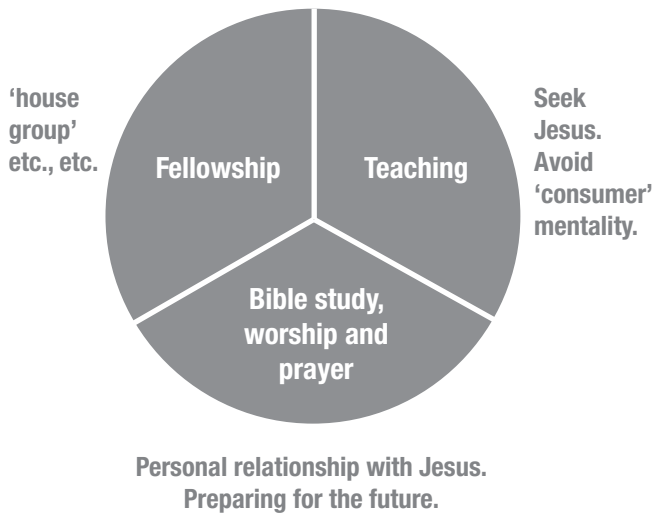 ‘house
group’
etc., etc.
Fellowship
Teaching
Seek
Jesus.
Avoid
‘consumer’
mentality.
Bible study,
worship and
prayer
Personal relationship with Jesus.
Preparing for the future.